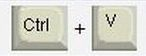 Ctrl + V